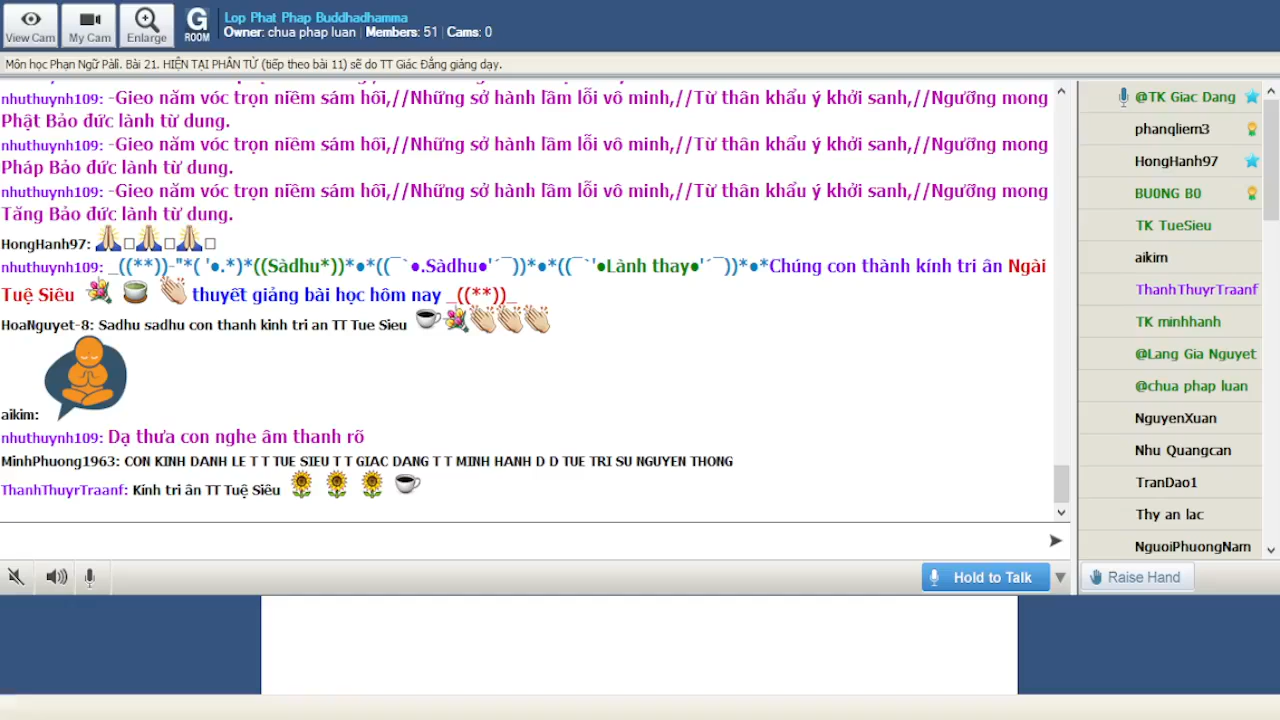 View Cam
My Cam
Enlarge
G
ROOM
Lop Phat Phap Buddhadhamma
Owner: chua phap luan | Members: 51 | Cams: 0
Môn học Phạn Ngữ Pāli. Bài 21. HIỆN TẠI PHÂN TỪ (tiếp theo bài 11) sẽ do TT Giác Đẳng giảng dạy.
nhuthuynh109: -Gieo năm vóc trọn niềm sám hối,//Những sở hành lầm lỗi vô minh,//Từ thân khẩu ý khởi sanh,//Ngưỡng mong
Phật Bảo đức lành từ dung.
nhuthuynh109: -Gieo năm vóc trọn niềm sám hối,//Những sở hành lầm lỗi vô minh,//Từ thân khẩu ý khởi sanh,//Ngưỡng mong
Pháp Bảo đức lành từ dung.
nhuthuynh109: -Gieo năm vóc trọn niềm sám hối,//Những sở hành lầm lỗi vô minh,//Từ thân khẩu ý khởi sanh,//Ngưỡng mong
Tăng Bảo đức lành từ dung.
HongHanh97: 🙏□🙏□🙏□
nhuthuynh109: _((**))-"*( '●.*)*((Sàdhu*))*●*((¯`●.Sàdhu●'´¯))*●*((¯`'●Lành thay●'´¯))*●*Chúng con thành kính tri ân Ngài
Tuệ Siêu 💐 🍵 👏 thuyết giảng bài học hôm nay _((**))_
HoaNguyet-8: Sadhu sadhu con thanh kinh tri an TT Tue Sieu ☕💐👏👏👏
aikim:
nhuthuynh109: Dạ thưa con nghe âm thanh rõ
MinhPhuong1963: CON KINH DANH LE T T TUE SIEU T T GIAC DANG T T MINH HANH D D TUE TRI SU NGUYEN THONG
ThanhThuyrTraanf: Kính tri ân TT Tuệ Siêu 🌻 🌻 🌻 ☕
Hold to Talk
@TK Giac Dang
phanqliem3
HongHanh97
BU0NG B0
TK TueSieu
aikim
ThanhThuyrTraanf
TK minhhanh
@Lang Gia Nguyet
@chua phap luan
NguyenXuan
Nhu Quangcan
TranDao1
Thy an lac
NguoiPhuongNam
Raise Hand